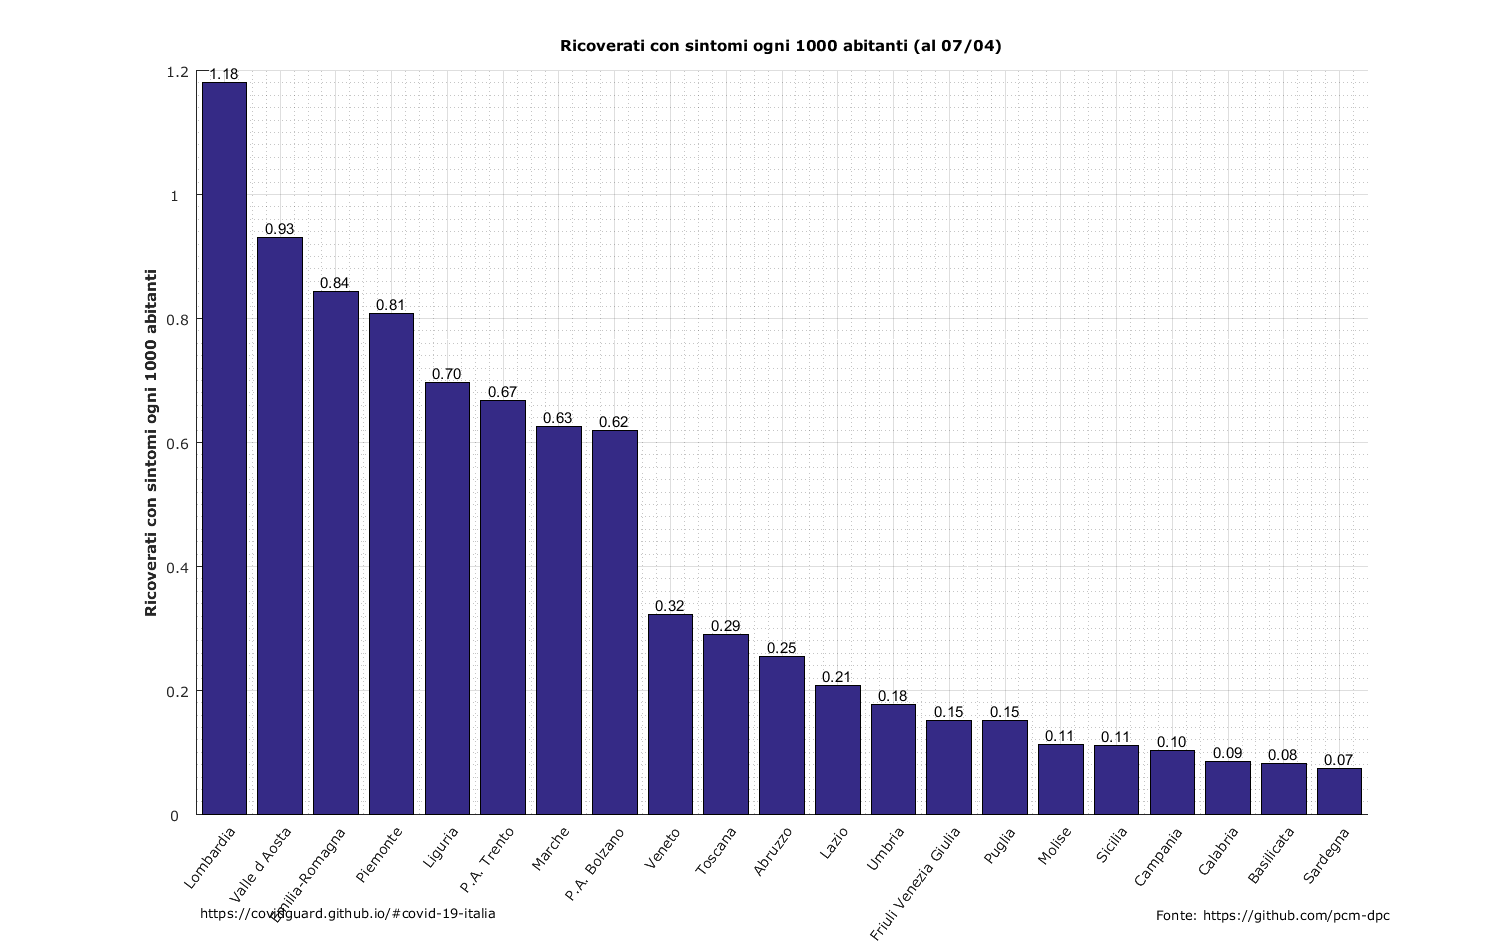 Ricoverati con sintomi ogni 1000 abitanti (al 07/04)
Ricoverati con sintomi ogni 1000 abitanti
1.2
1
0.8
0.6
0.4
0.2
0
1.18
0.93
0.84
0.81
0.70
0.67
0.63
0.62
0.32
0.29
0.25
0.21
0.18
0.15
0.15
0.11
0.11
0.10
0.09
0.08
0.07
Lombardia
Valle d Aosta
Emilia-Romagna
Piemonte
Liguria
P.A. Trento
Marche
P.A. Bolzano
Veneto
Toscana
Abruzzo
Lazio
Umbria
Friuli Venezia Giulia
Puglia
Molise
Sicilia
Campania
Calabria
Basilicata
Sardegna
https://covidguard.github.io/#covid-19-italia
Fonte: https://github.com/pcm-dpc